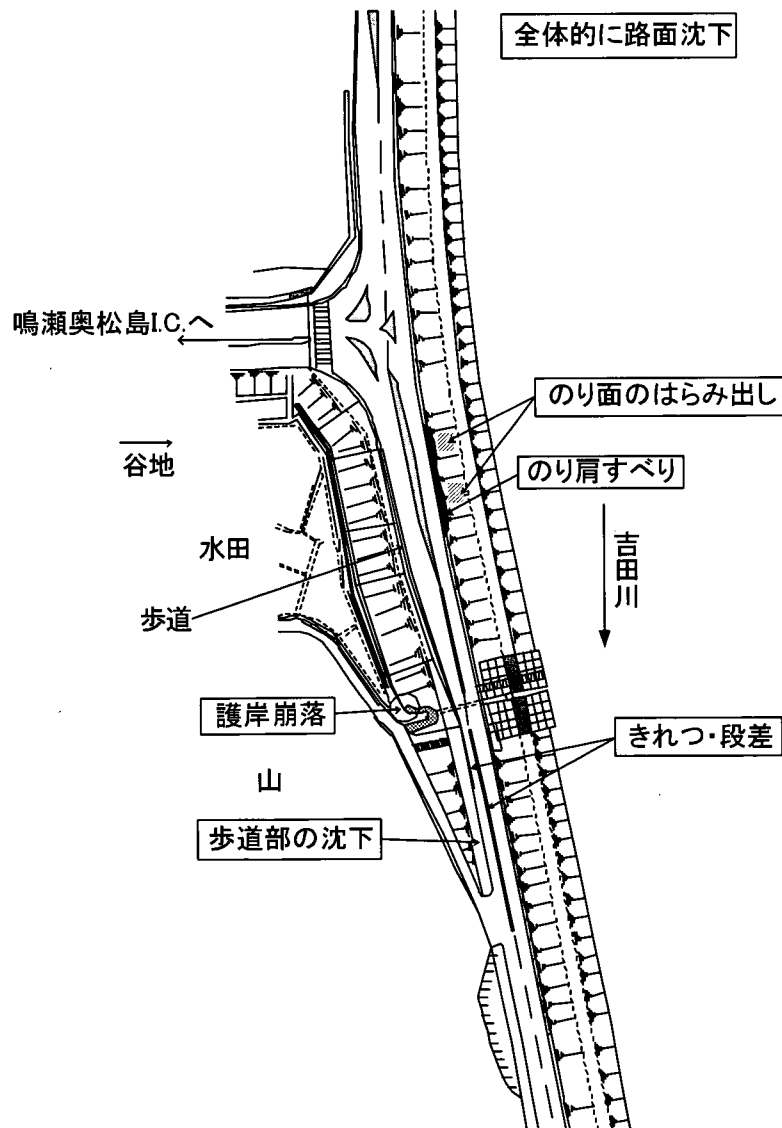 全体的に路面沈下
鳴瀬奥松島I.C.へ
のり面のはらみ出し
谷地
のり肩すべり
水田
吉田川
歩道
護岸崩落
きれつ・段差
山
歩道部の沈下